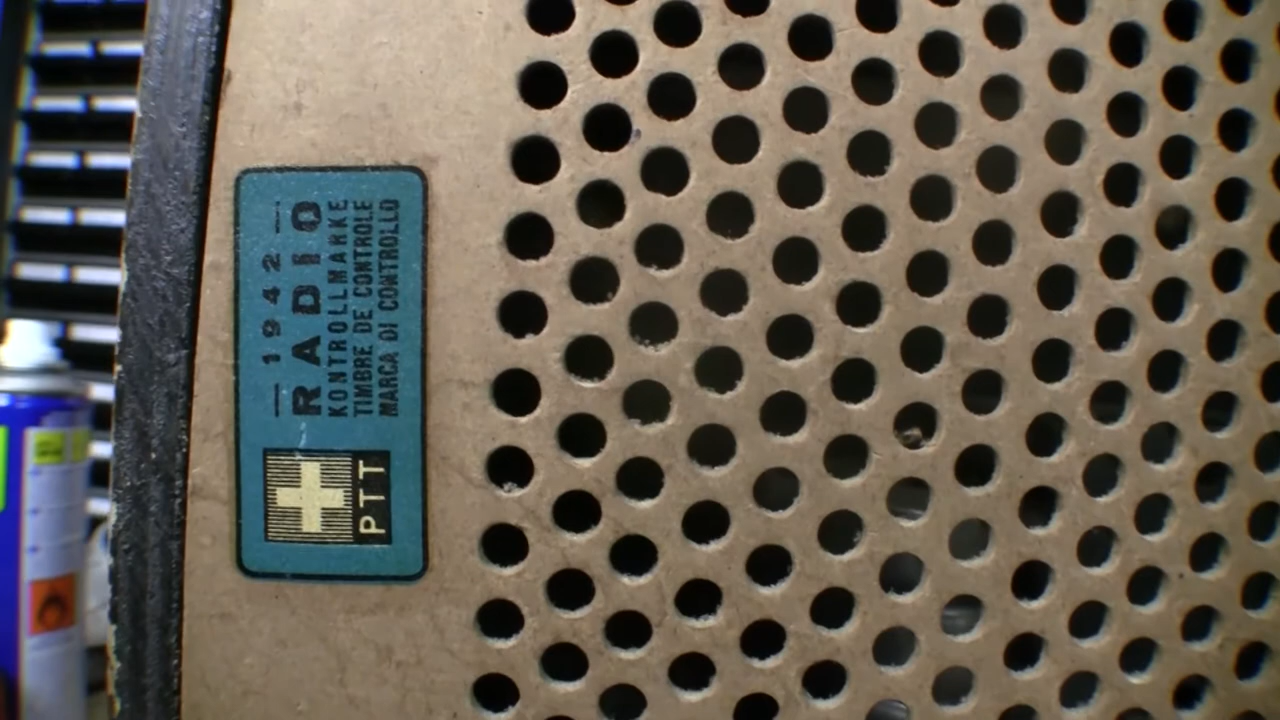 — 1942 —
RADIO
KONTROLLMARKE
TIMBRE DE CONTROLE
MARCA DI CONTROLLO
PTT